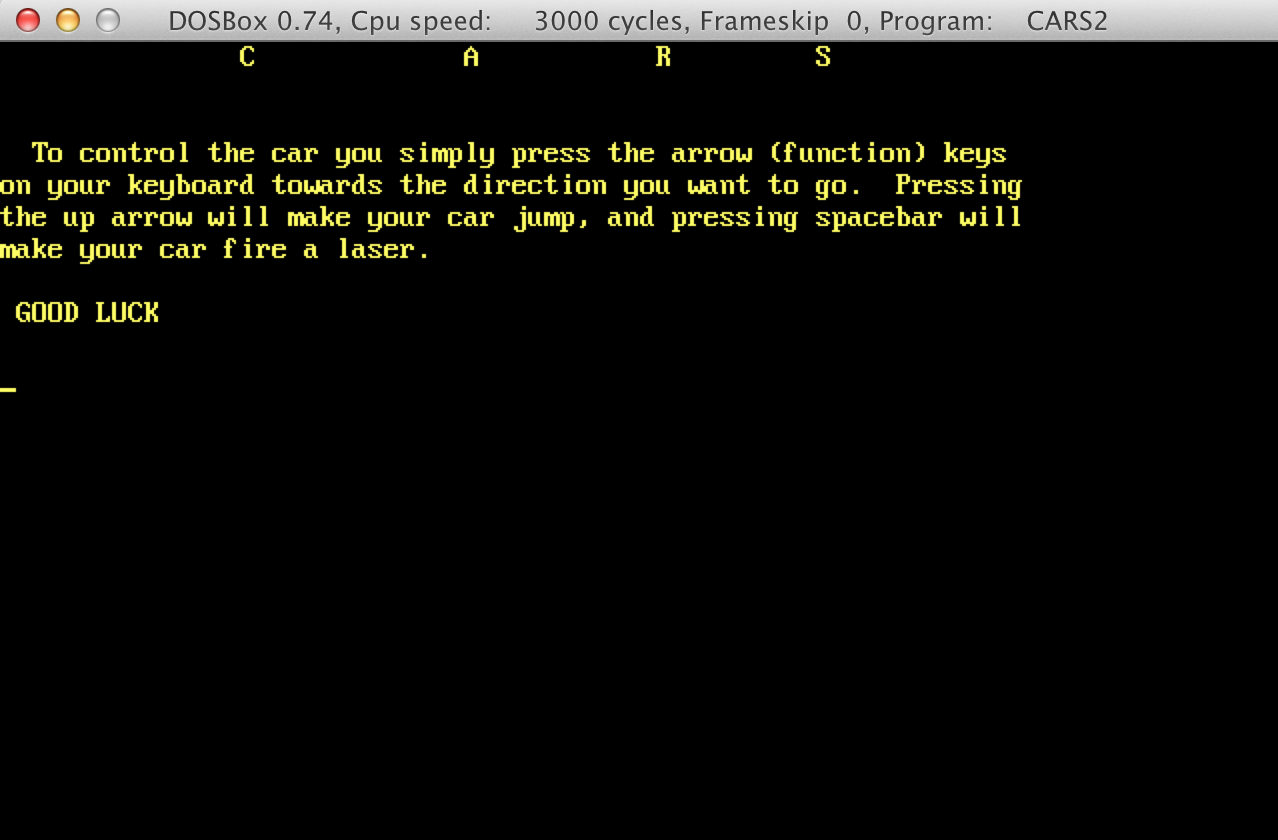 DOSBox 0.74, Cpu speed: 3000 cycles, Frameskip 0, Program: CARS2
C A R S
To control the car you simply press the arrow (function) keys
on your keyboard towards the direction you want to go. Pressing
the up arrow will make your car jump, and pressing spacebar will
make your car fire a laser.
GOOD LUCK
_